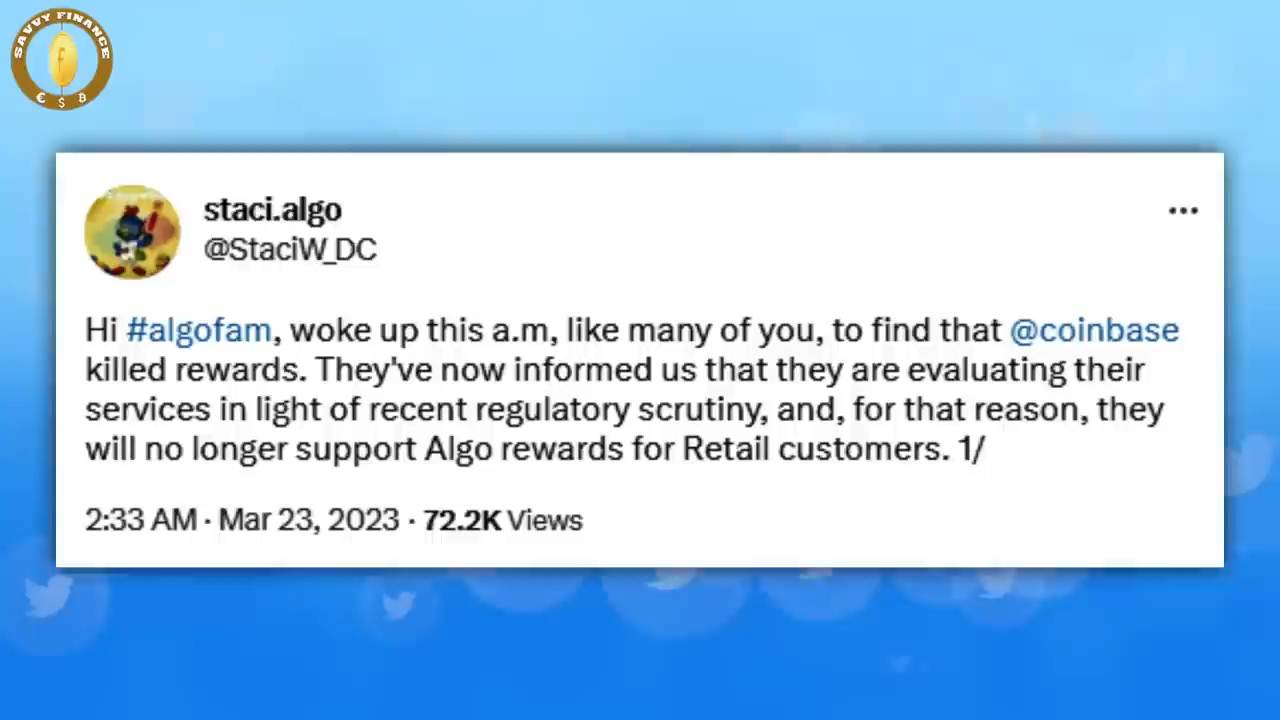 SAVVY FINANCE
€ $ B
staci.algo
@StaciW_DC
Hi #algofam, woke up this a.m, like many of you, to find that @coinbase
killed rewards. They've now informed us that they are evaluating their
services in light of recent regulatory scrutiny, and, for that reason, they
will no longer support Algo rewards for Retail customers. 1/
2:33 AM · Mar 23, 2023 · 72.2K Views